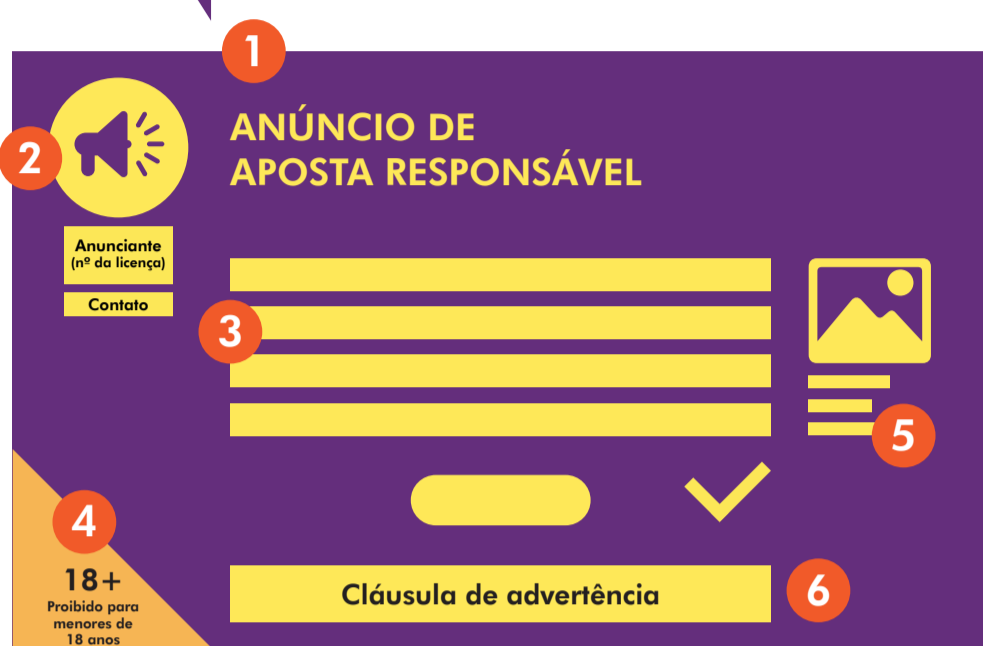 1
ANÚNCIO DE
APOSTA RESPONSÁVEL
2
Anunciante
(nº da licença)
Contato
3
5
4
18+
Proibido para
menores de
18 anos
Cláusula de advertência
6